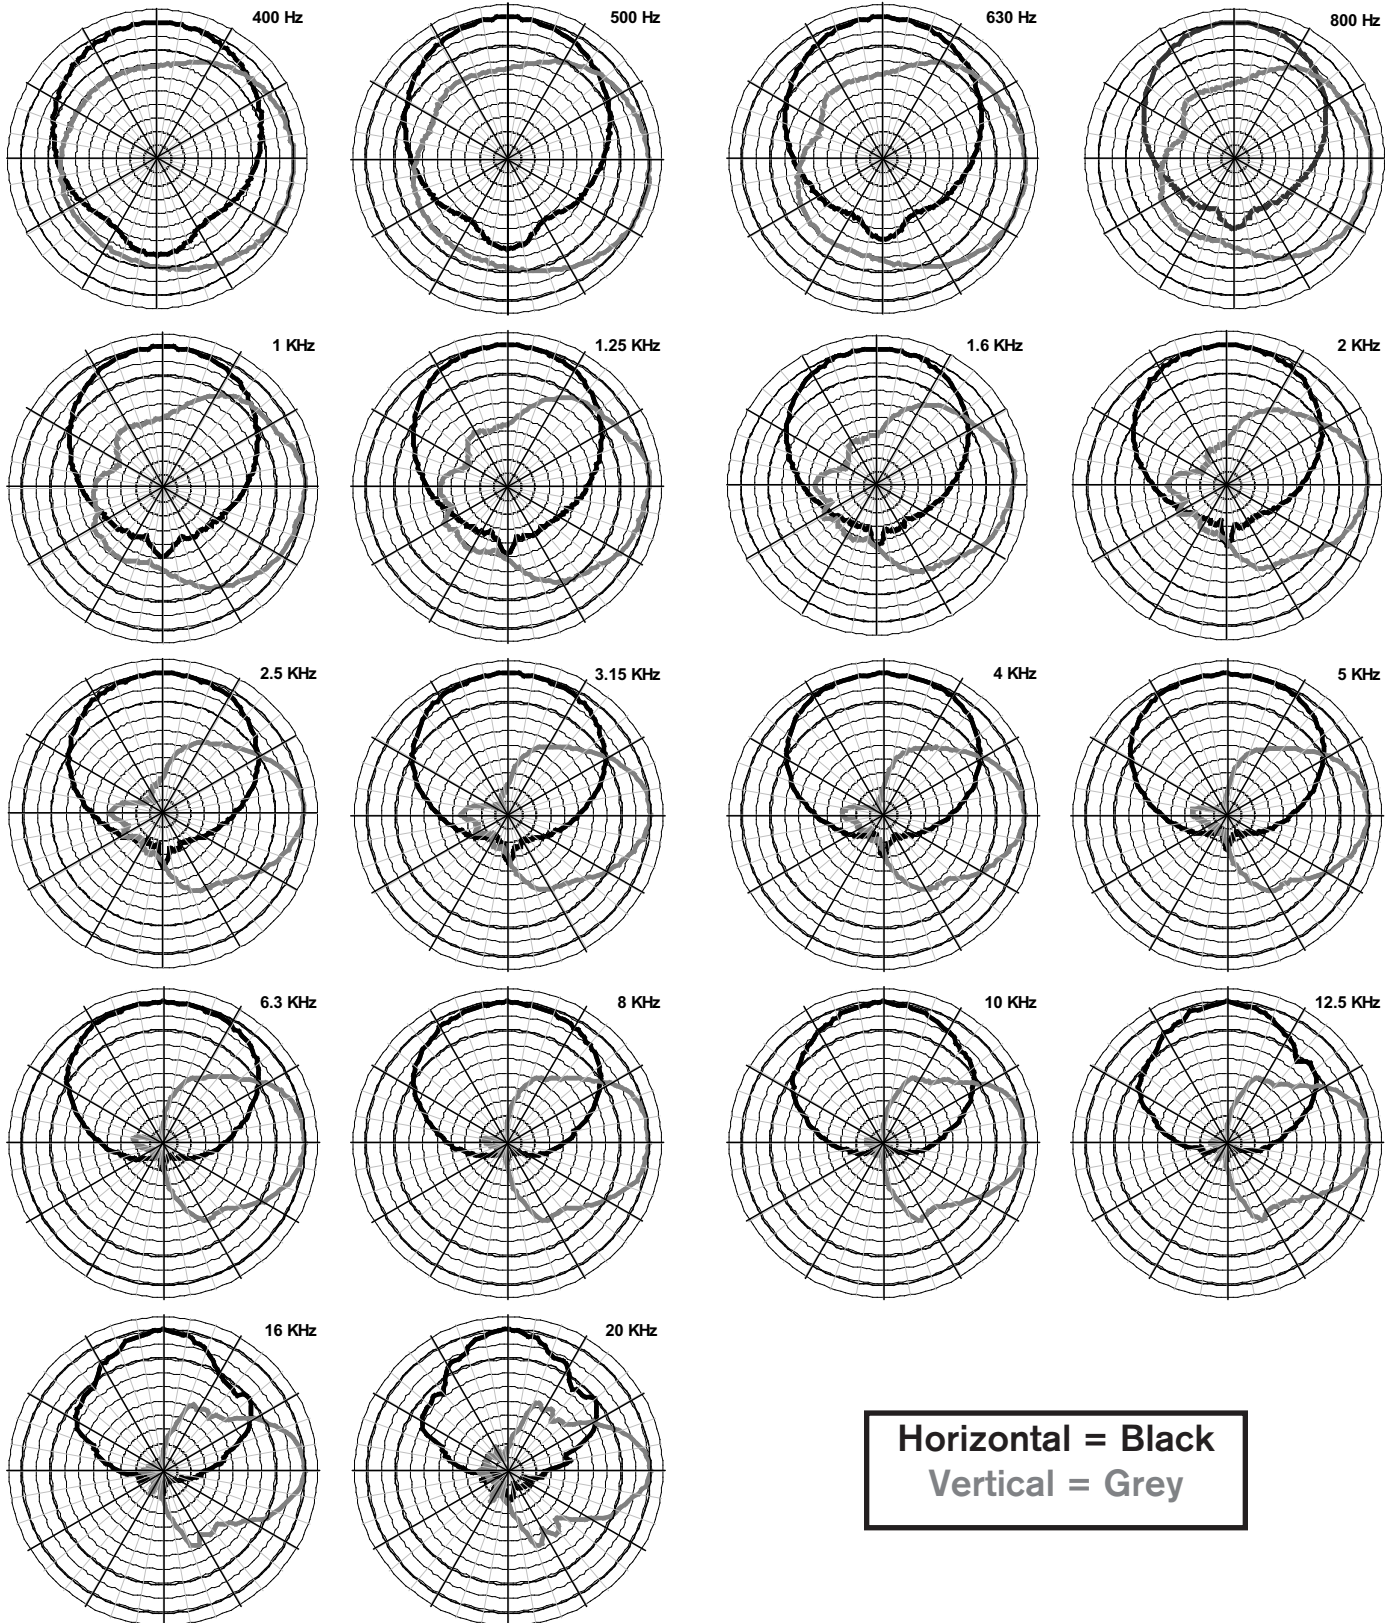 400 Hz
500 Hz
630 Hz
800 Hz
1 KHz
1.25 KHz
1.6 KHz
2 KHz
2.5 KHz
3.15 KHz
4 KHz
5 KHz
6.3 KHz
8 KHz
10 KHz
12.5 KHz
16 KHz
20 KHz
Horizontal = Black
Vertical = Grey